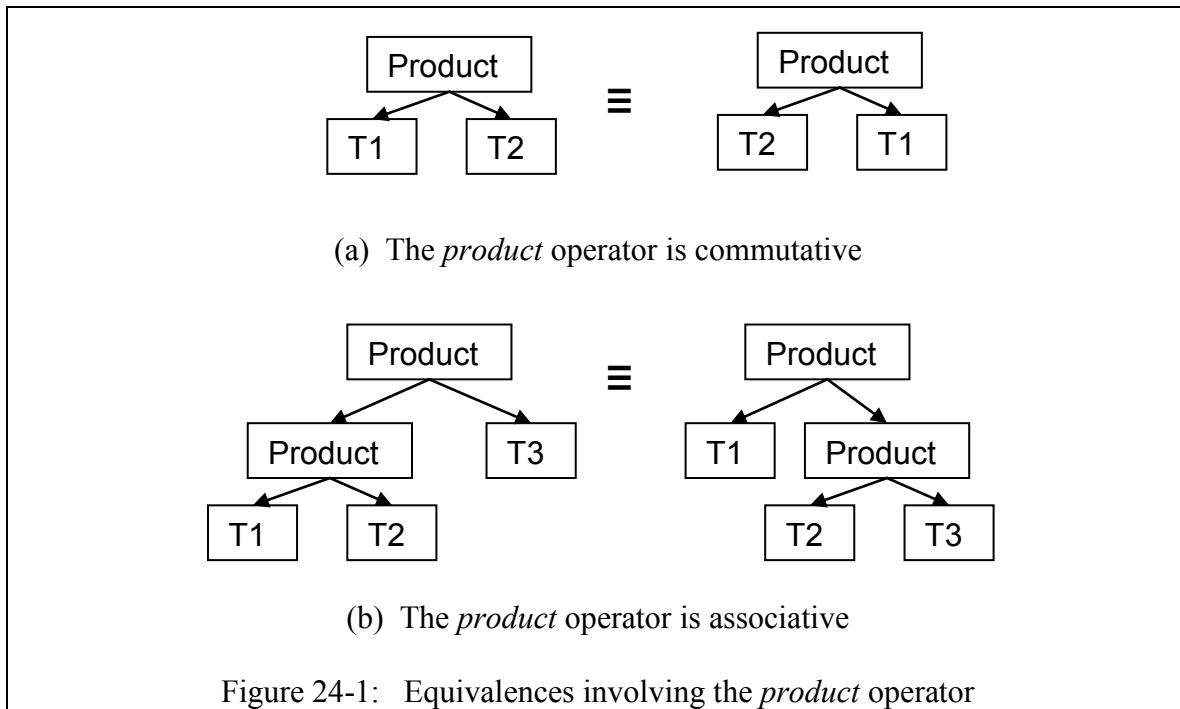 Product ≡ Product
T1 T2 T2 T1
(a) The product operator is commutative
Product ≡ Product
Product T3 T1 Product
T1 T2 T2 T3
(b) The product operator is associative
Figure 24-1: Equivalences involving the product operator